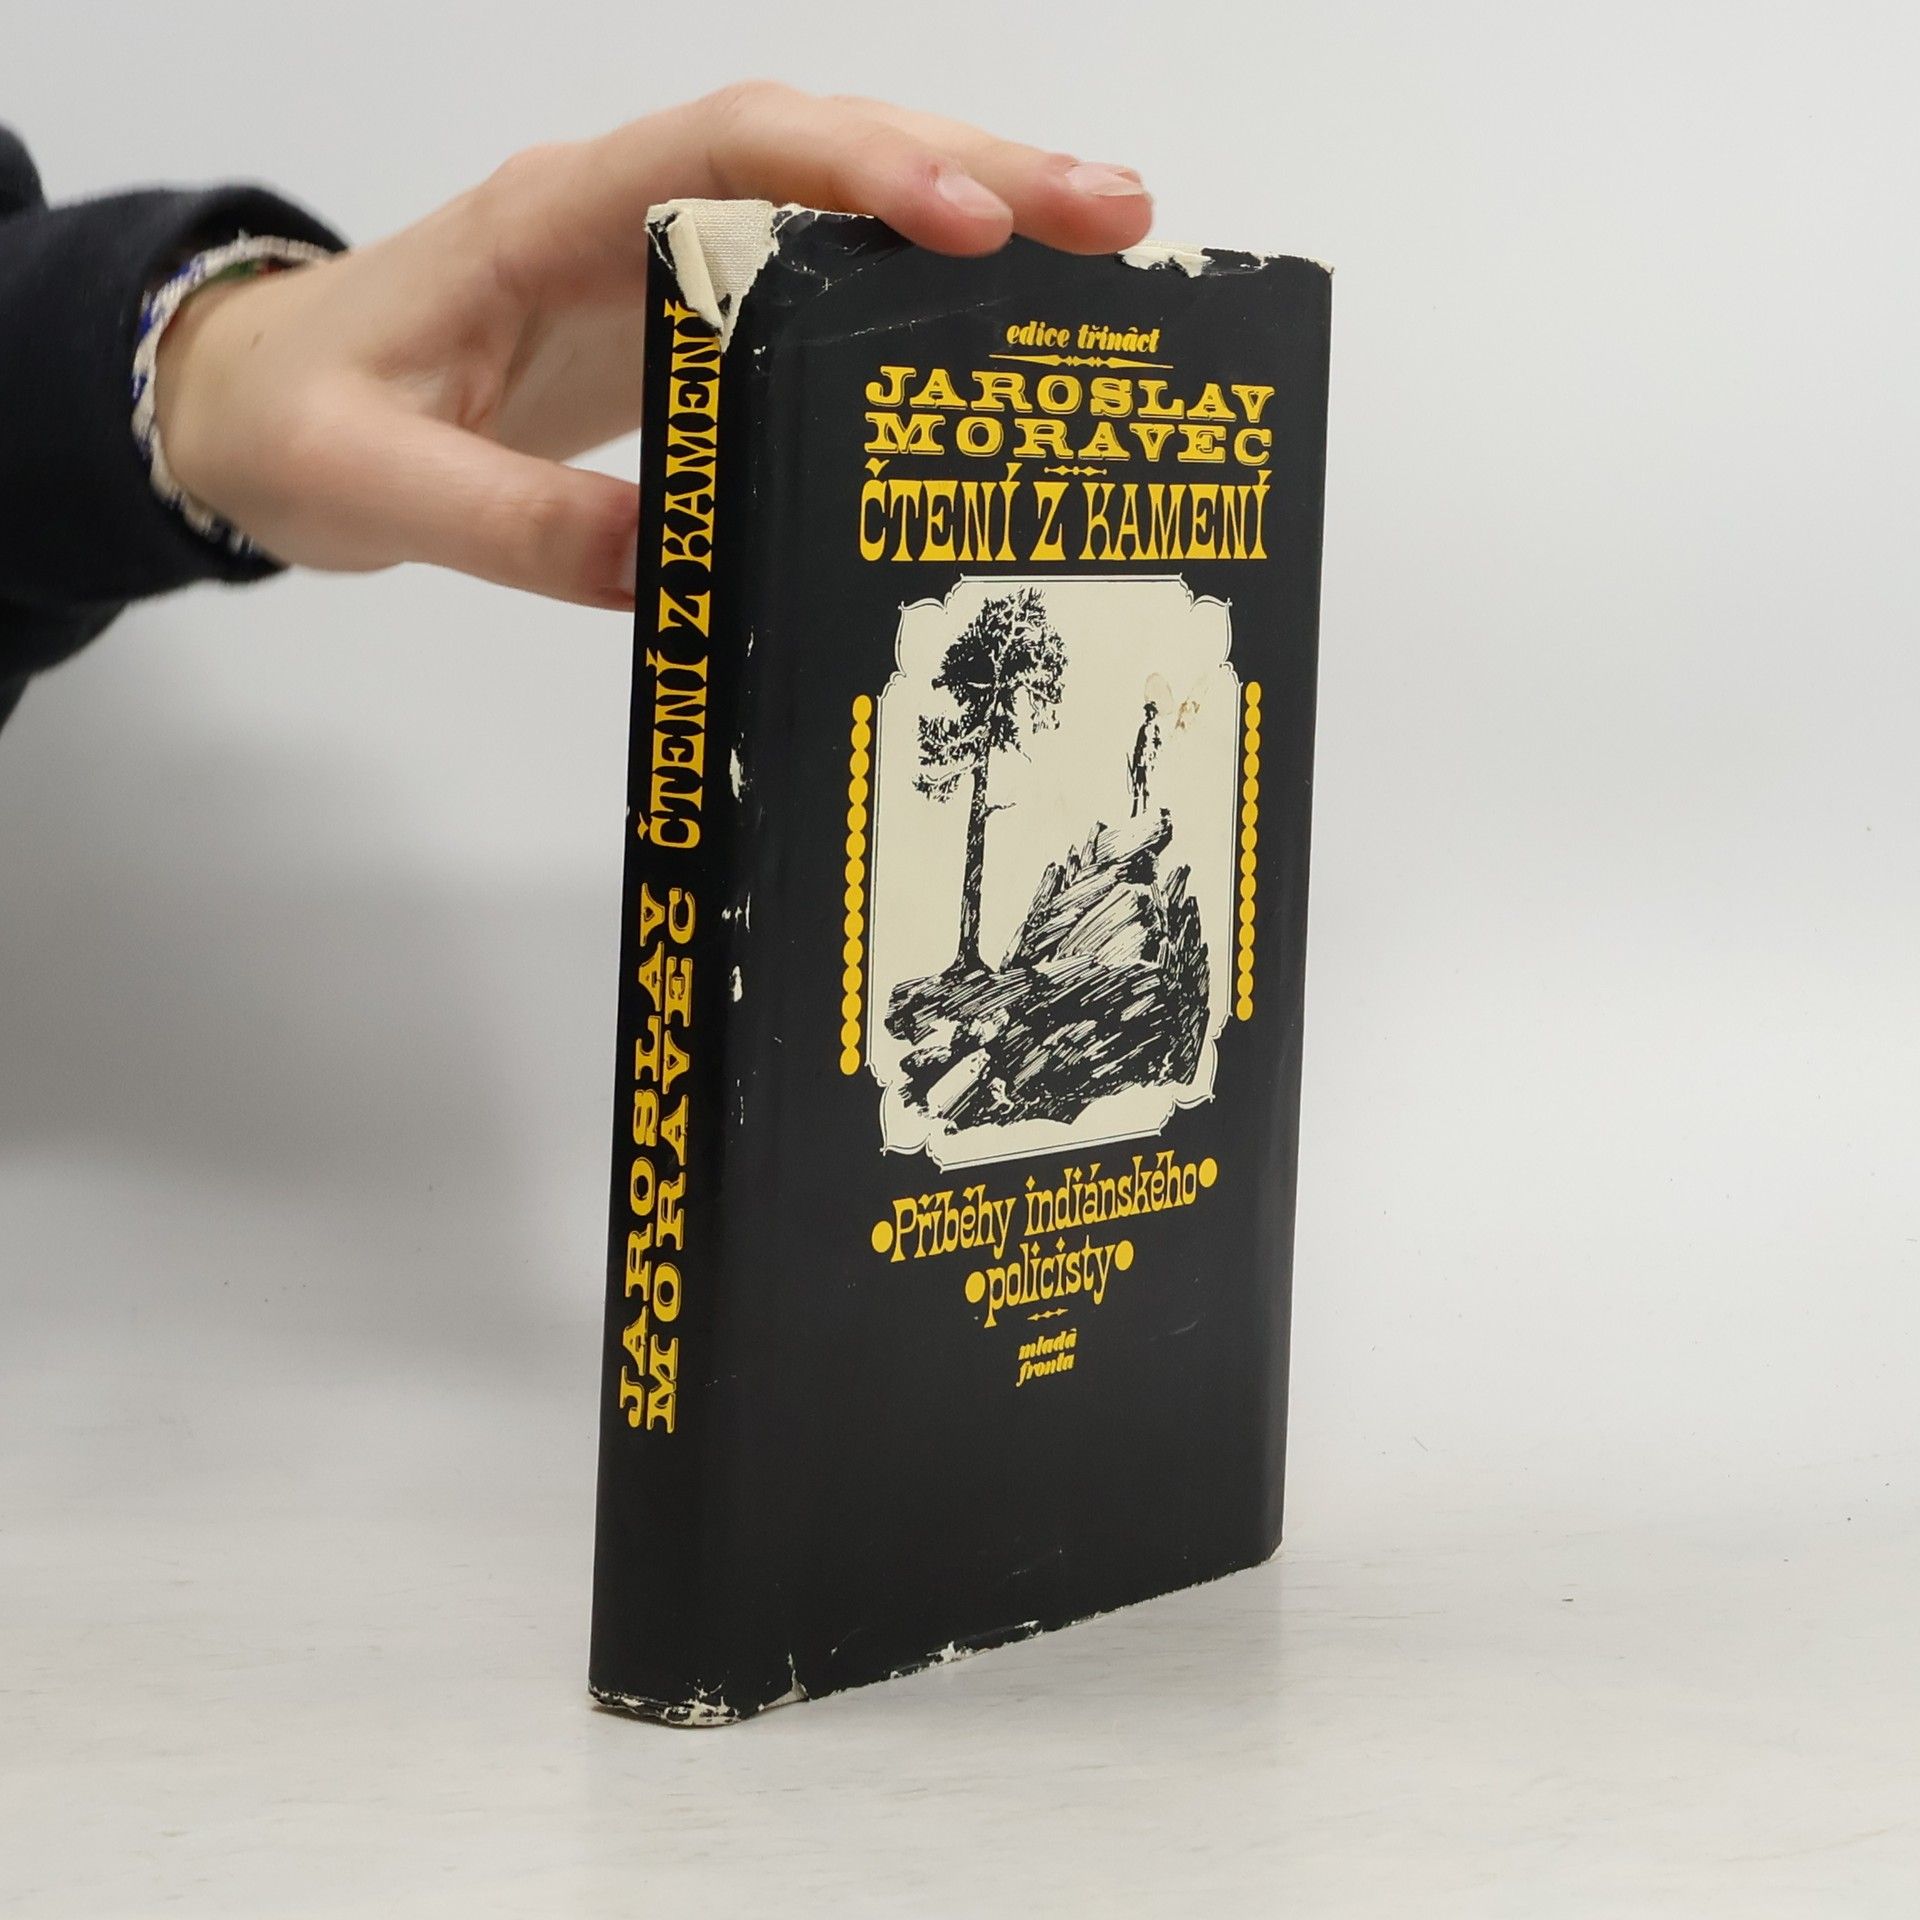 edice třináct
JAROSLAV
MORAVEC
ČTENÍ Z KAMENÍ
Příběhy indiánského
policisty
mladá
fronta
JAROSLAV
MORAVEC
ČTENÍ Z KAMENÍ